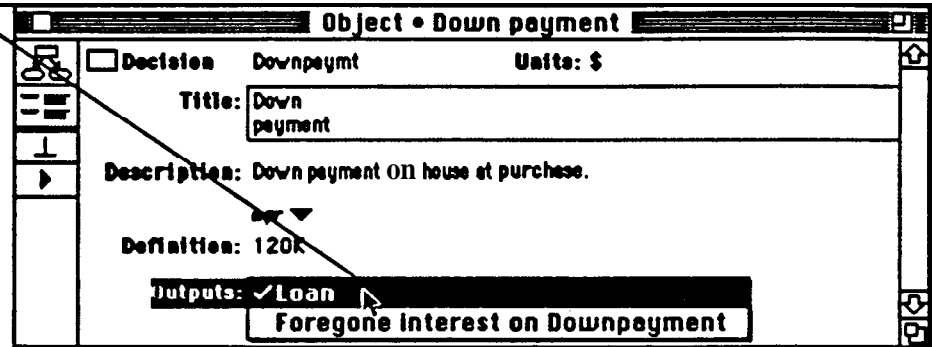 Object • Down payment
Decision Downpaymt Units: $
Title: Down
payment
Description: Down payment on house at purchase.
Definition: 120K
Outputs: ✓Loan
Foregone interest on Downpayment